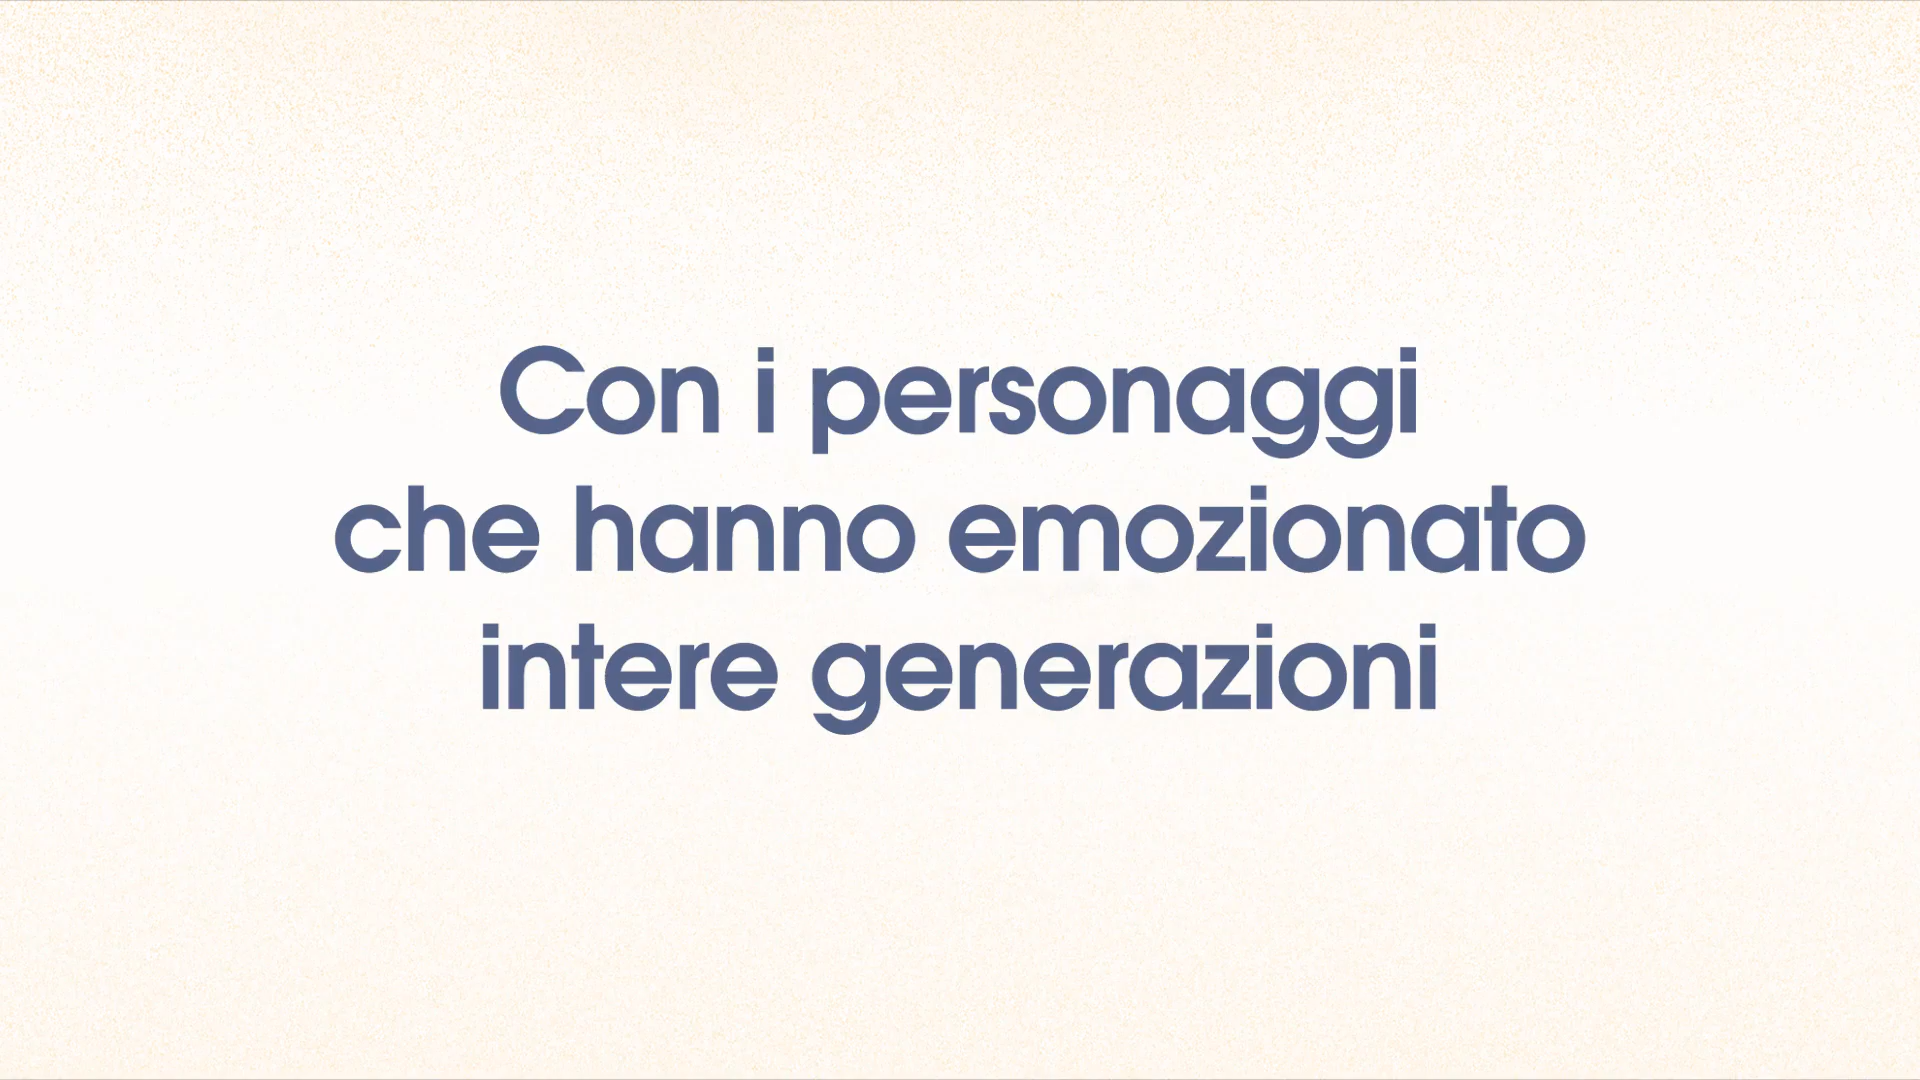 Con i personaggi
che hanno emozionato
intere generazioni